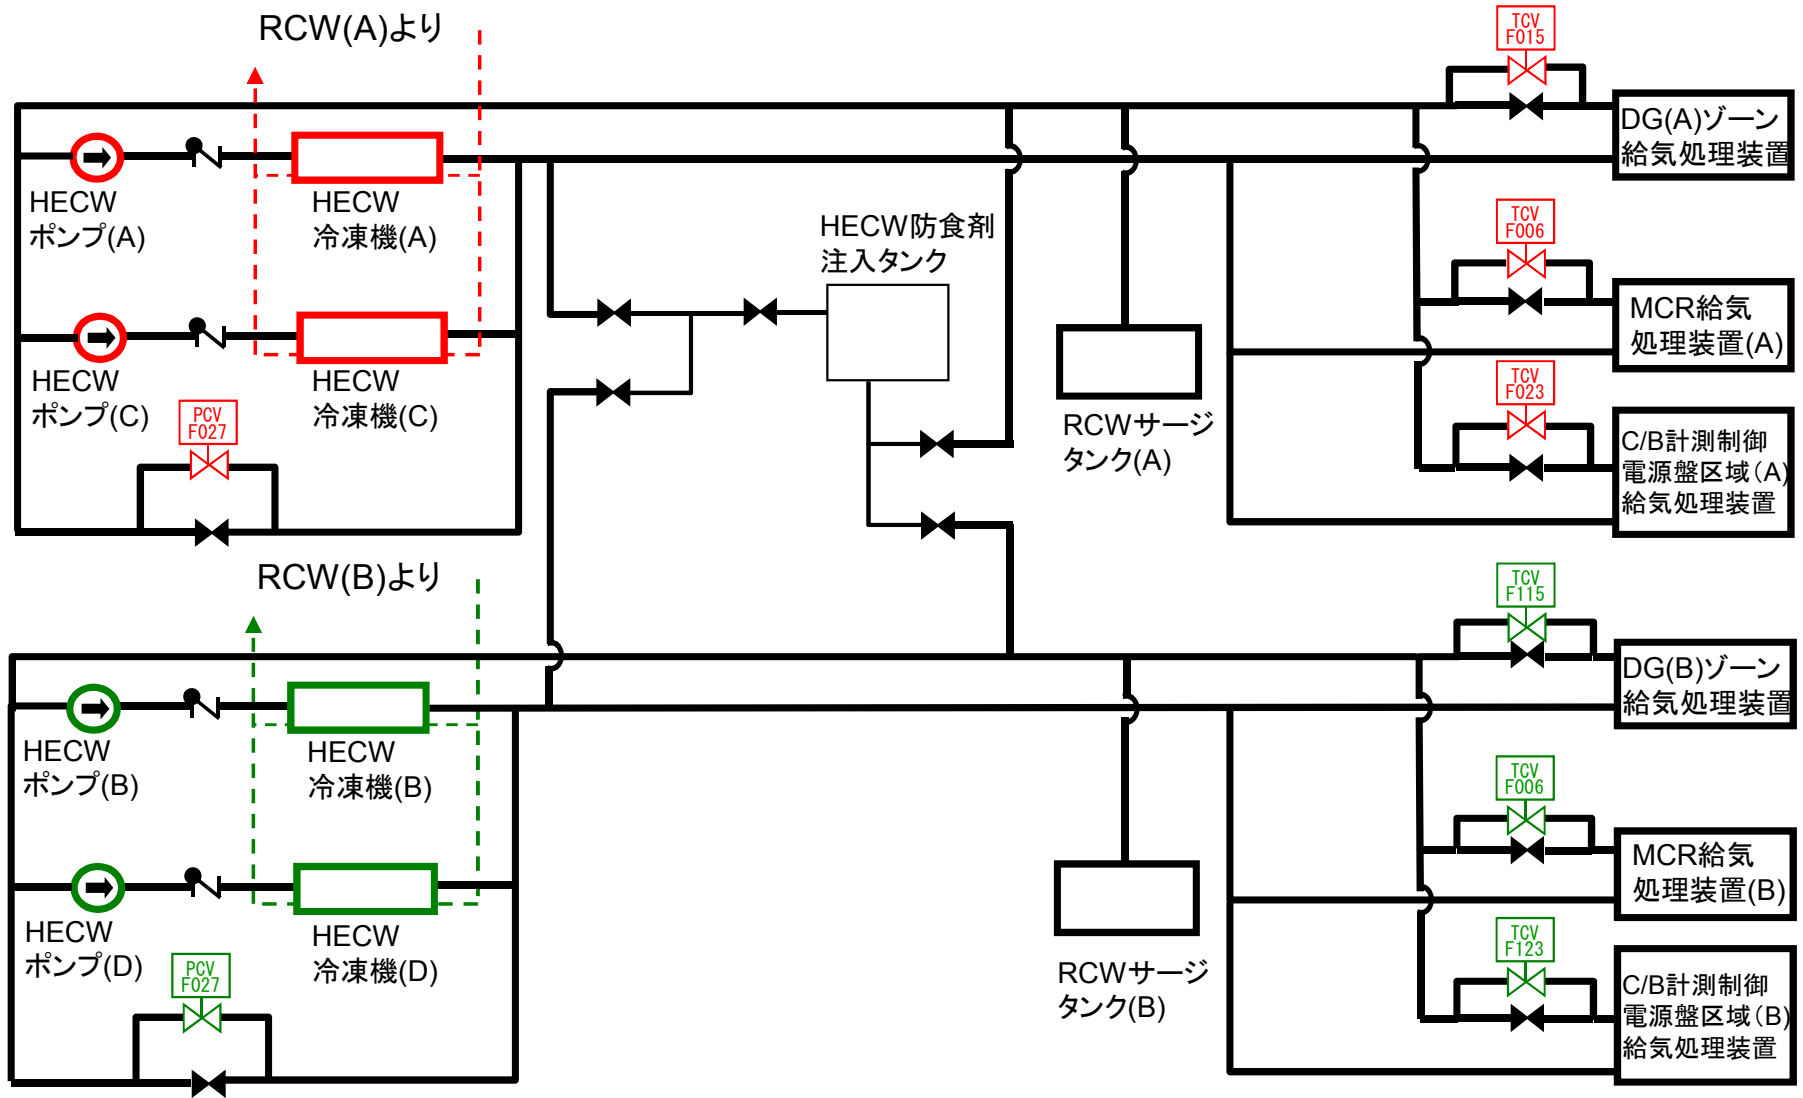 RCW(A)より
TCV
F015
DG(A)ゾーン
給気処理装置
HECW
ポンプ(A)
HECW
冷凍機(A)
HECW防食剤
注入タンク
TCV
F006
MCR給気
処理装置(A)
HECW
ポンプ(C)
HECW
冷凍機(C)
PCV
F027
RCWサージ
タンク(A)
TCV
F023
C/B計測制御
電源盤区域(A)
給気処理装置
RCW(B)より
TCV
F115
DG(B)ゾーン
給気処理装置
HECW
ポンプ(B)
HECW
冷凍機(B)
TCV
F006
MCR給気
処理装置(B)
HECW
ポンプ(D)
HECW
冷凍機(D)
PCV
F027
RCWサージ
タンク(B)
TCV
F123
C/B計測制御
電源盤区域(B)
給気処理装置